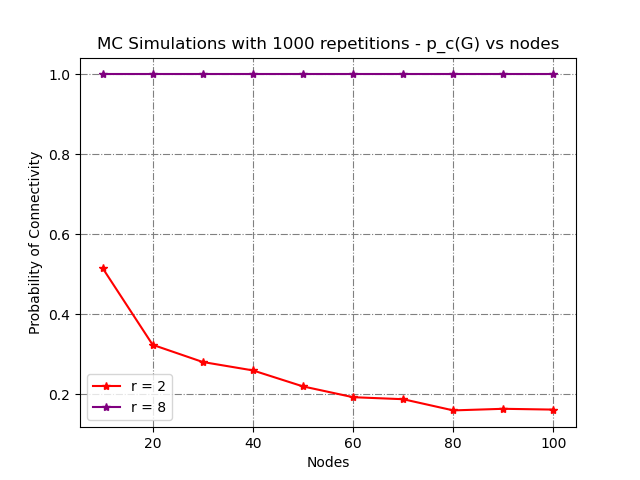 MC Simulations with 1000 repetitions - p_c(G) vs nodes
Probability of Connectivity
1.0
0.8
0.6
0.4
0.2
r = 2
r = 8
20 40 60 80 100
Nodes